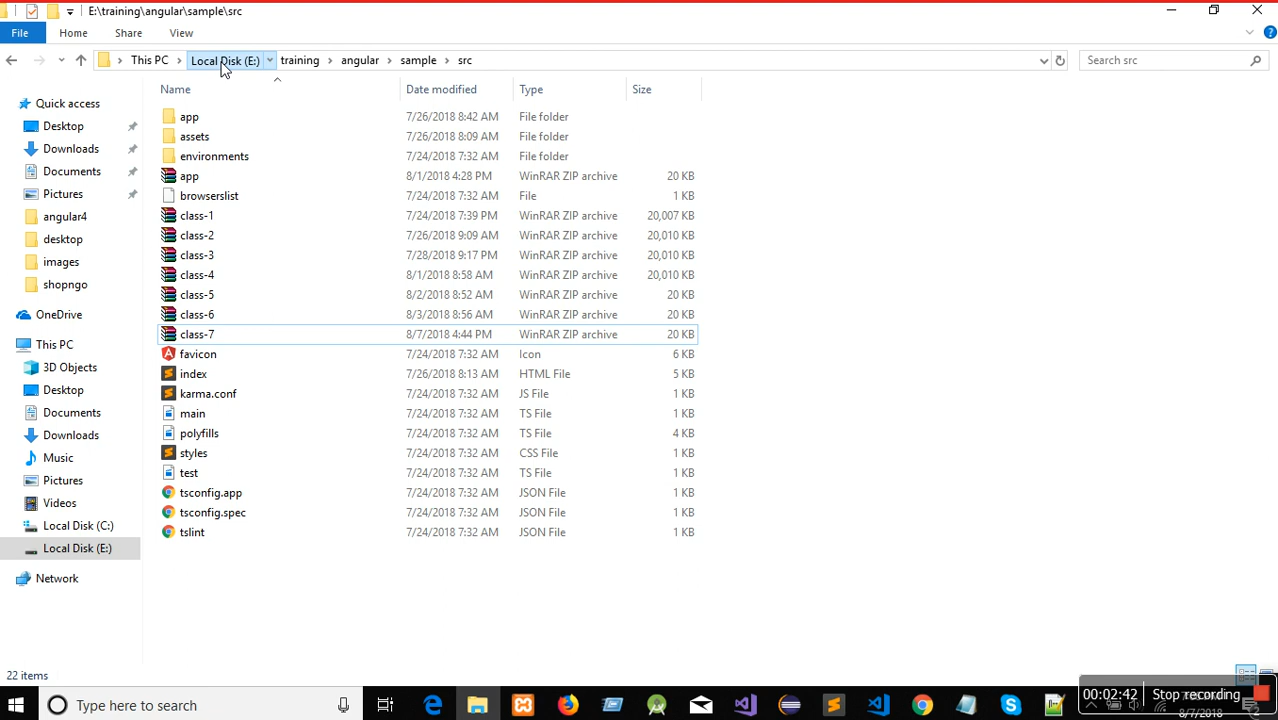 E:\training\angular\sample\src
File Home Share View
This PC Local Disk (E:) training angular sample src Search src
Name Date modified Type Size
Quick access
Desktop
Downloads
Documents
Pictures
angular4
desktop
images
shopngo
OneDrive
This PC
3D Objects
Desktop
Documents
Downloads
Music
Pictures
Videos
Local Disk (C:)
Local Disk (E:)
Network
app 7/26/2018 8:42 AM File folder
assets 7/26/2018 8:09 AM File folder
environments 7/24/2018 7:32 AM File folder
app 8/1/2018 4:28 PM WinRAR ZIP archive 20 KB
browserslist 7/24/2018 7:32 AM File 1 KB
class-1 7/24/2018 7:39 PM WinRAR ZIP archive 20,007 KB
class-2 7/26/2018 9:09 AM WinRAR ZIP archive 20,010 KB
class-3 7/28/2018 9:17 PM WinRAR ZIP archive 20,010 KB
class-4 8/1/2018 8:58 AM WinRAR ZIP archive 20,010 KB
class-5 8/2/2018 8:52 AM WinRAR ZIP archive 20 KB
class-6 8/3/2018 8:56 AM WinRAR ZIP archive 20 KB
class-7 8/7/2018 4:44 PM WinRAR ZIP archive 20 KB
favicon 7/24/2018 7:32 AM Icon 6 KB
index 7/26/2018 8:13 AM HTML File 5 KB
karma.conf 7/24/2018 7:32 AM JS File 1 KB
main 7/24/2018 7:32 AM TS File 1 KB
polyfills 7/24/2018 7:32 AM TS File 4 KB
styles 7/24/2018 7:32 AM CSS File 1 KB
test 7/24/2018 7:32 AM TS File 1 KB
tsconfig.app 7/24/2018 7:32 AM JSON File 1 KB
tsconfig.spec 7/24/2018 7:32 AM JSON File 1 KB
tslint 7/24/2018 7:32 AM JSON File 1 KB
22 items
Type here to search
00:02:42 Stop recording
8/7/2018